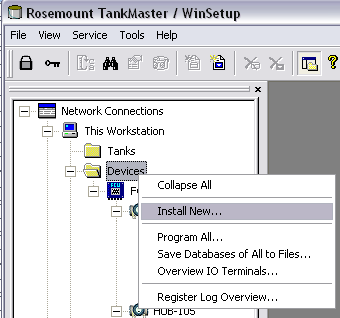 Rosemount TankMaster / WinSetup
File View Service Tools Help
Network Connections
This Workstation
Tanks
Devices
Collapse All
Install New...
Program All...
Save Databases of All to Files...
Overview IO Terminals...
Register Log Overview...
HUB-105